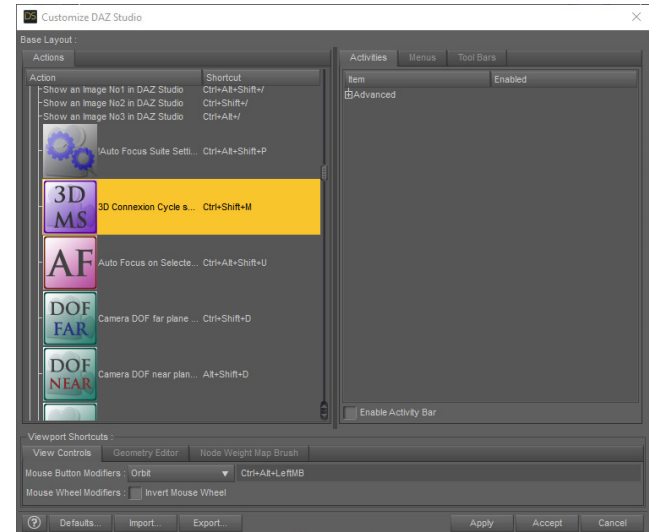 DS Customize DAZ Studio
Base Layout :
Actions
Activities Menus Tool Bars
Action Shortcut
Item Enabled
Show an Image No1 in DAZ Studio Ctrl+Alt+Shift+/
Advanced
Show an Image No2 in DAZ Studio Ctrl+Shift+/
Show an Image No3 in DAZ Studio Ctrl+Alt+/
!Auto Focus Suite Setti... Ctrl+Alt+Shift+P
3D MS 3D Connexion Cycle s... Ctrl+Shift+M
AF Auto Focus on Selecte... Ctrl+Alt+Shift+U
DOF FAR Camera DOF far plane ... Ctrl+Shift+D
DOF NEAR Camera DOF near plan... Alt+Shift+D
Enable Activity Bar
Viewport Shortcuts :
View Controls Geometry Editor Node Weight Map Brush
Mouse Button Modifiers : Orbit Ctrl+Alt+LeftMB
Mouse Wheel Modifiers : Invert Mouse Wheel
? Defaults... Import... Export... Apply Accept Cancel